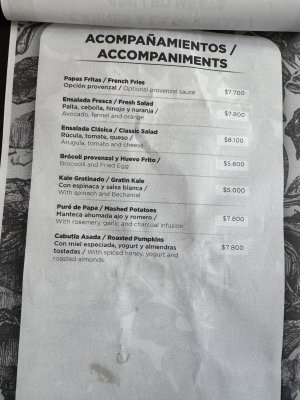 ACOMPAÑAMIENTOS /
ACCOMPANIMENTS
Papas Fritas / French Fries
Opción provenzal / Optional provenzal sauce $7.700
Ensalada Fresca / Fresh Salad
Palta, cebolla, hinojo y naranja / $7.800
Avocado, fennel and orange
Ensalada Clásica / Classic Salad
Rúcula, tomate, queso / $8.100
Arugula, tomato and cheese
Brócoli provenzal y Huevo Frito / $5.800
Broccolli and Fried Egg
Kale Gratinado / Gratin Kale
Con espinaca y salsa blanca / $5.000
With spinach and Bechamel
Puré de Papa / Mashed Potatoes
Manteca ahumada ajo y romero / $7.800
With rosemery, garlic and charcoal infusion
Cabutia Asada / Roasted Pumpkins
Con miel especiada, yogurt y almendras $7.800
tostadas / With spiced honey, yogurt and
roasted almonds